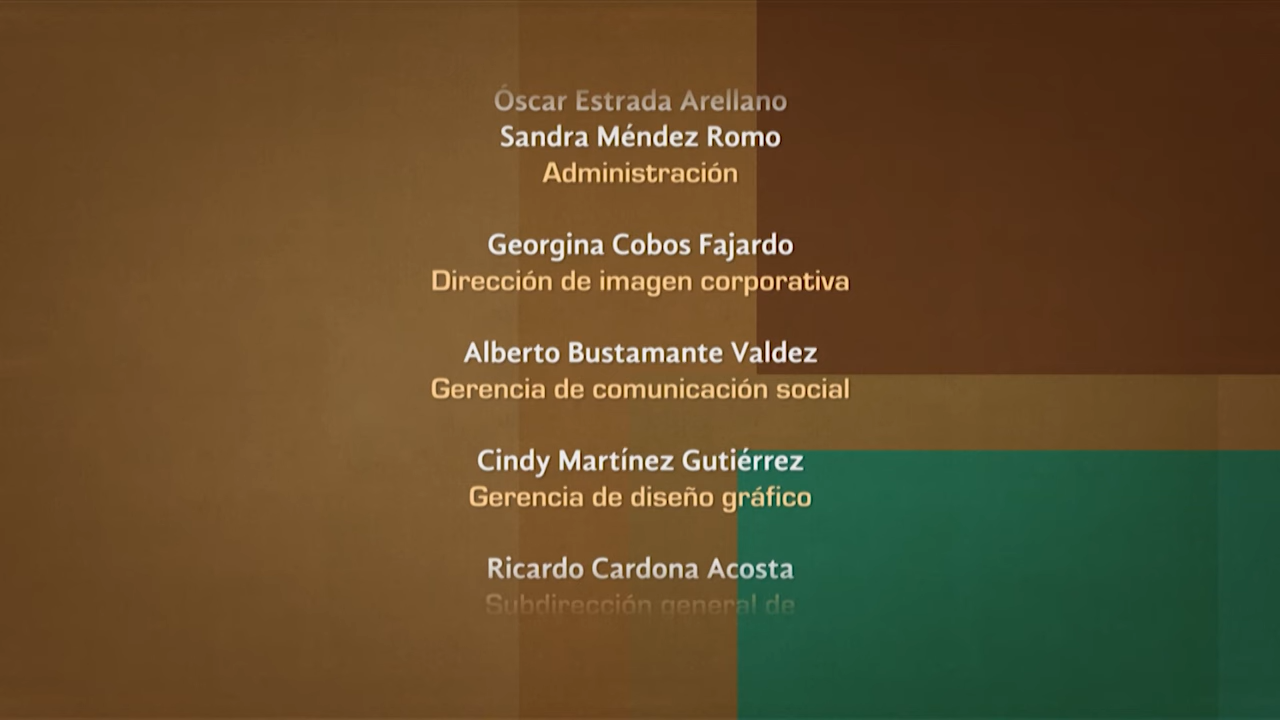 Óscar Estrada Arellano
Sandra Méndez Romo
Administración
Georgina Cobos Fajardo
Dirección de imagen corporativa
Alberto Bustamante Valdez
Gerencia de comunicación social
Cindy Martínez Gutiérrez
Gerencia de diseño gráfico
Ricardo Cardona Acosta
Subdirección general de